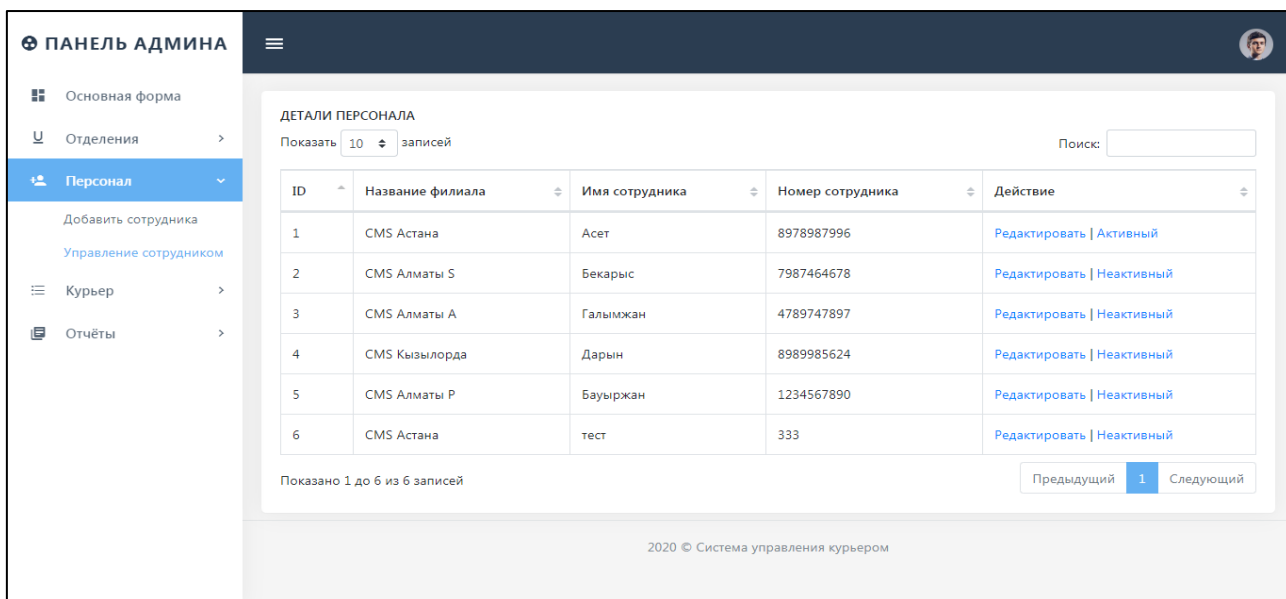 ПАНЕЛЬ АДМИНА
Основная форма
Отделения
Персонал
Добавить сотрудника
Управление сотрудником
Курьер
Отчёты
ДЕТАЛИ ПЕРСОНАЛА
Показать 10 записей Поиск:
ID Название филиала Имя сотрудника Номер сотрудника Действие
1 CMS Астана Асет 8978987996 Редактировать | Активный
2 CMS Алматы S Бекарыс 7987464678 Редактировать | Неактивный
3 CMS Алматы А Галымжан 4789747897 Редактировать | Неактивный
4 CMS Кызылорда Дарын 8989985624 Редактировать | Неактивный
5 CMS Алматы Р Бауыржан 1234567890 Редактировать | Неактивный
6 CMS Астана тест 333 Редактировать | Неактивный
Показано 1 до 6 из 6 записей Предыдущий 1 Следующий
2020 © Система управления курьером